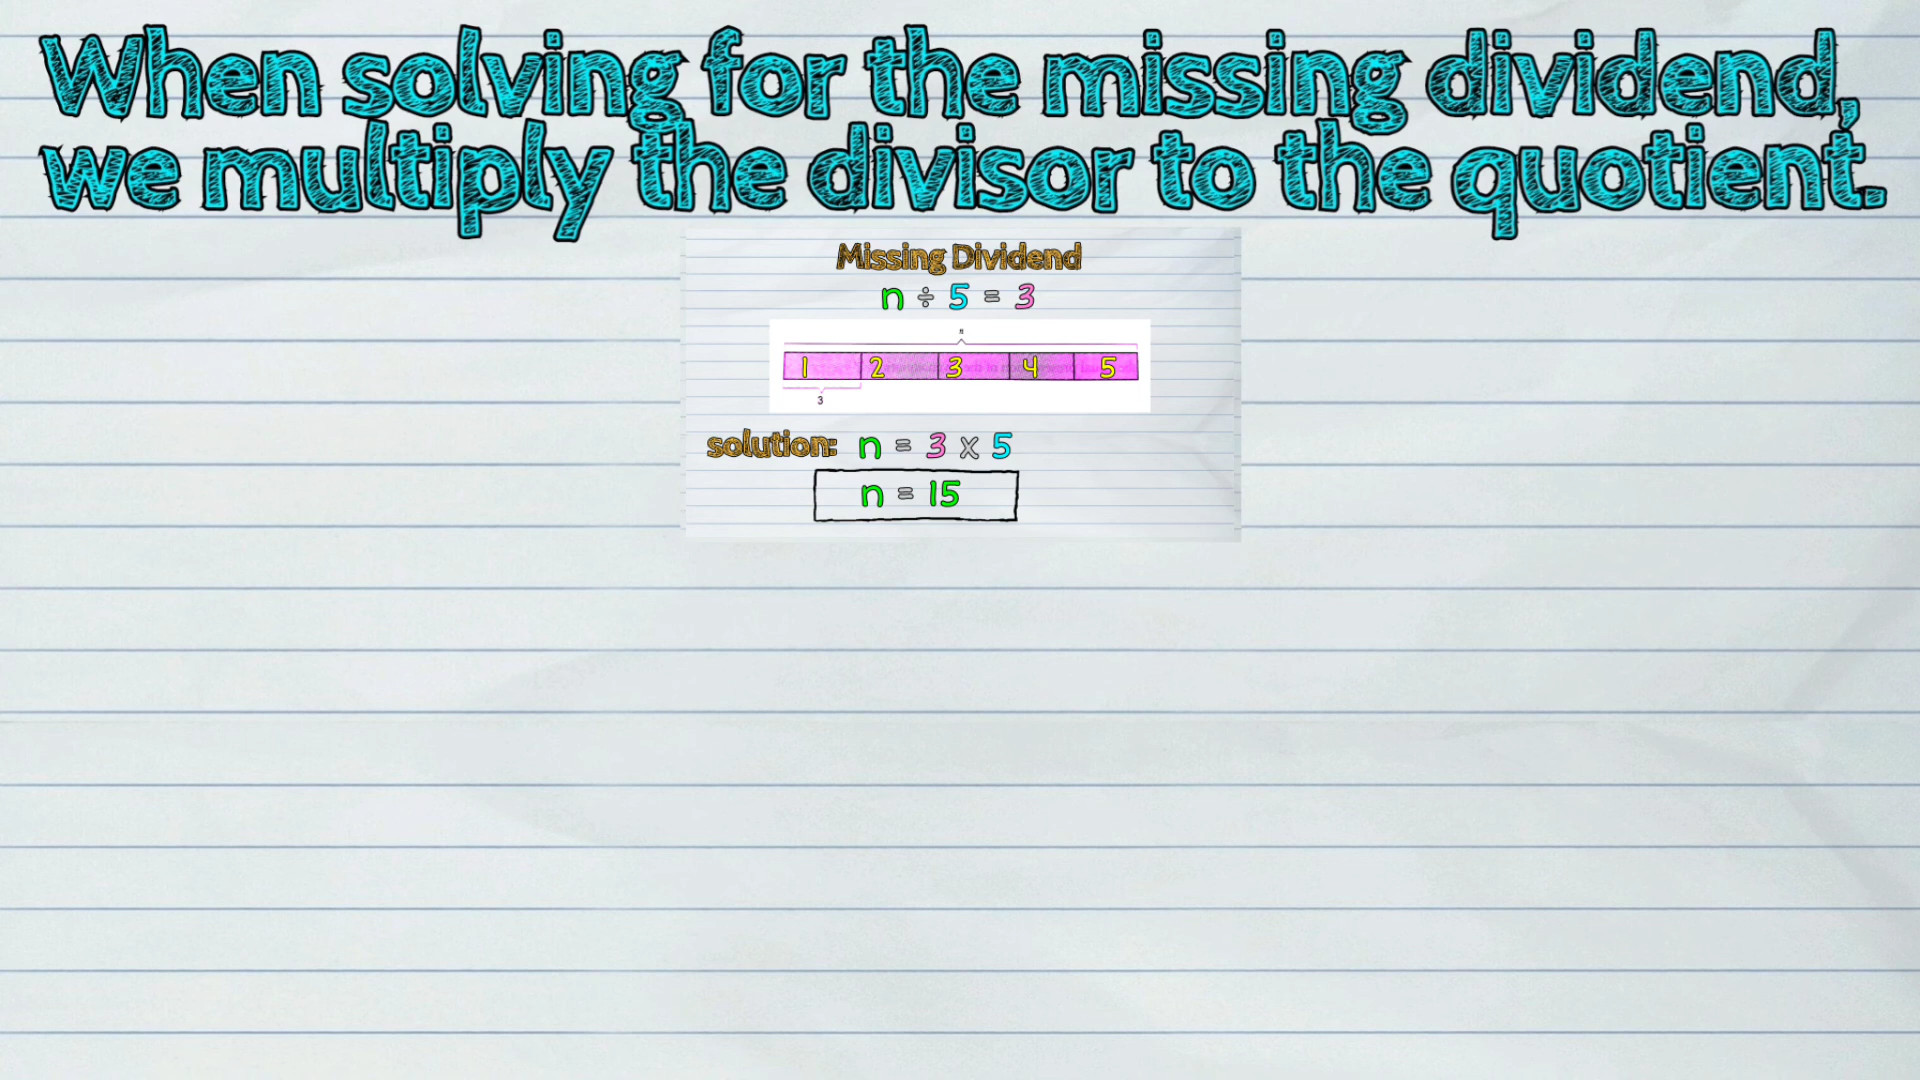 When solving for the missing dividend,
we multiply the divisor to the quotient.
Missing Dividend
n ÷ 5 = 3
n
1 2 3 4 5
3
solution: n = 3 x 5
n = 15